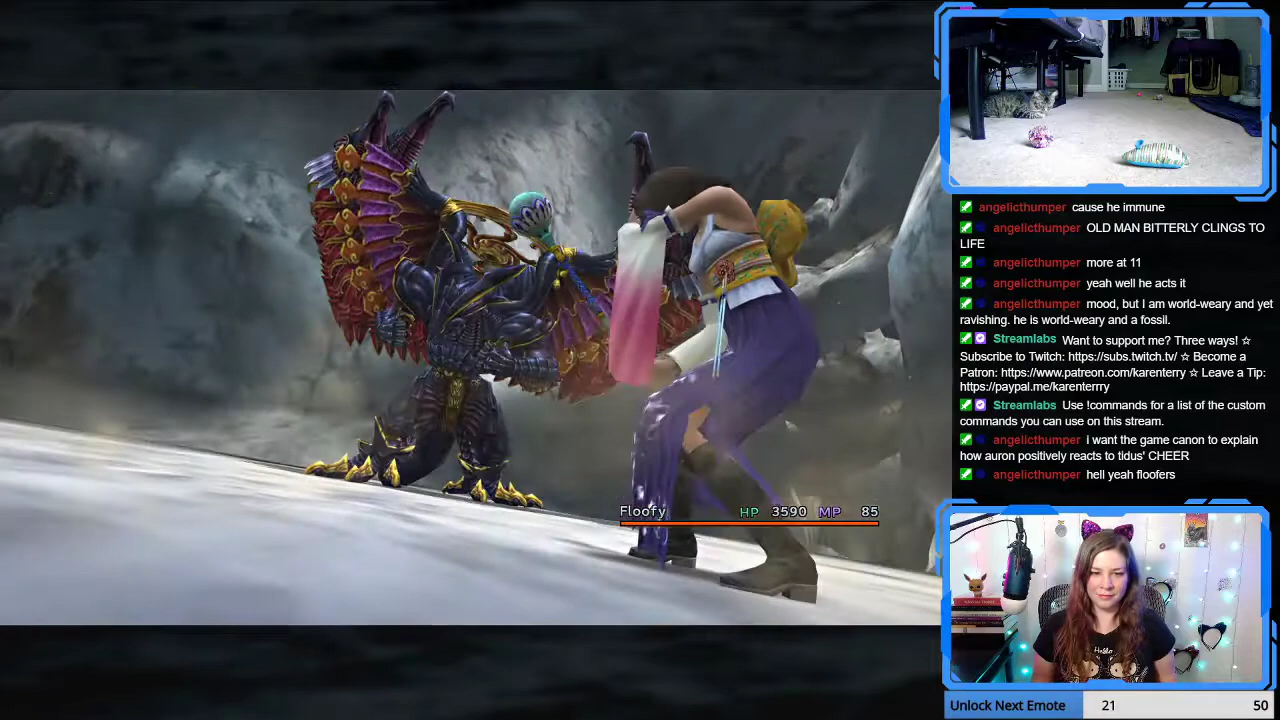 angelicthumper cause he immune
angelicthumper OLD MAN BITTERLY CLINGS TO
LIFE
angelicthumper more at 11
angelicthumper yeah well he acts it
angelicthumper mood, but I am world-weary and yet
ravishing. he is world-weary and a fossil.
Streamlabs Want to support me? Three ways! ☆
Subscribe to Twitch: https://subs.twitch.tv/ ☆ Become a
Patron: https://www.patreon.com/karenterry ☆ Leave a Tip:
https://paypal.me/karenterrry
Streamlabs Use !commands for a list of the custom
commands you can use on this stream.
angelicthumper i want the game canon to explain
how auron positively reacts to tidus' CHEER
angelicthumper hell yeah floofers
Floofy HP 3590 MP 85
Hello
Unlock Next Emote 21 50